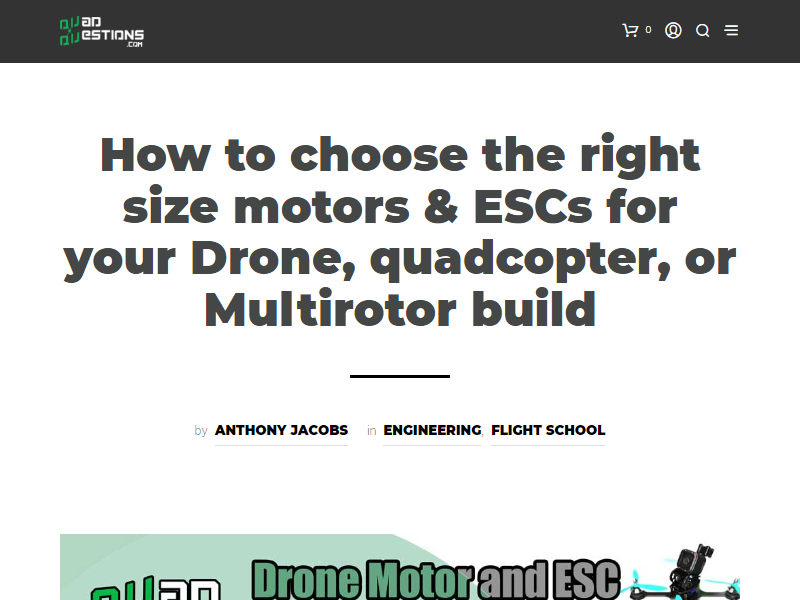 QUAD
QUESTIONS
.COM
0
How to choose the right
size motors & ESCs for
your Drone, quadcopter, or
Multirotor build
by ANTHONY JACOBS in ENGINEERING, FLIGHT SCHOOL
Drone Motor and ESC
QUAD